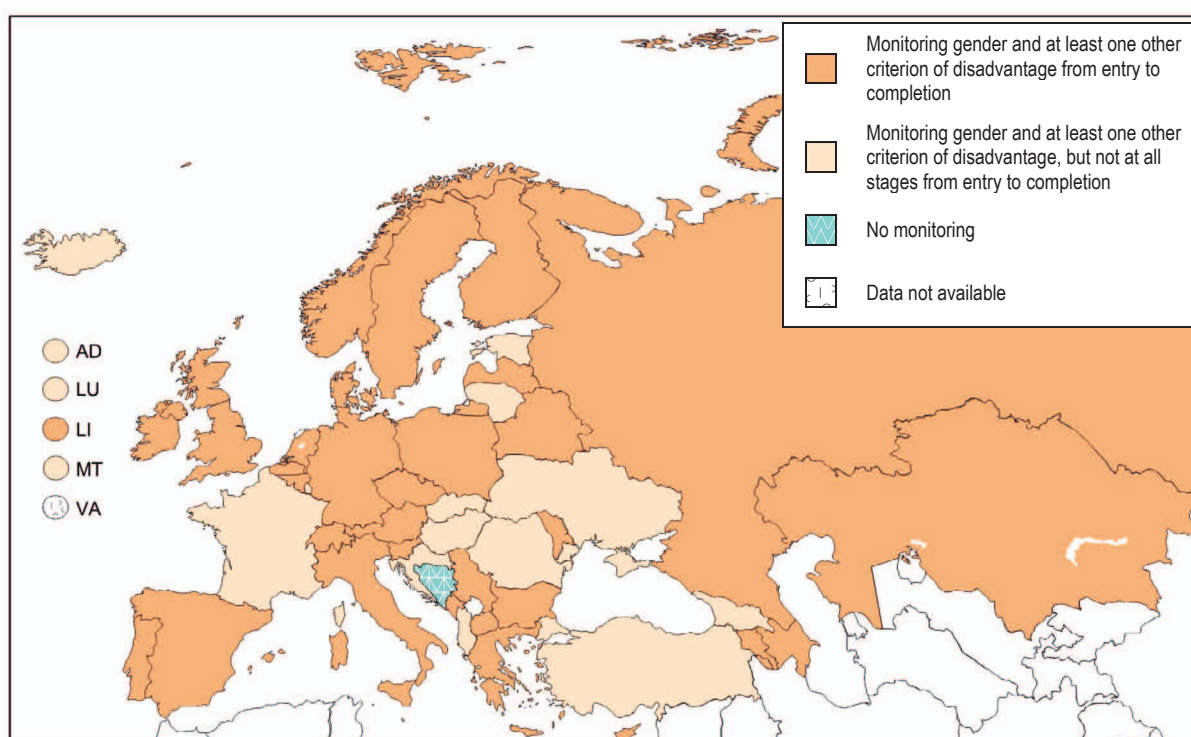 Monitoring gender and at least one other
criterion of disadvantage from entry to
completion
Monitoring gender and at least one other
criterion of disadvantage, but not at all
stages from entry to completion
No monitoring
Data not available
AD
LU
LI
MT
VA